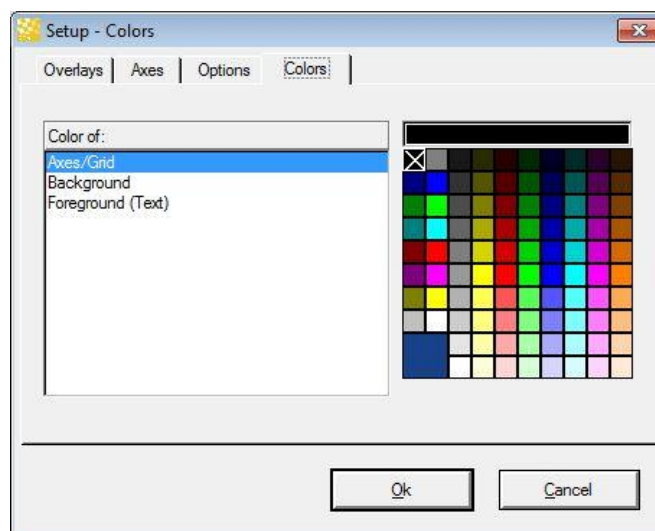 Setup - Colors
Overlays Axes Options Colors
Color of:
Axes/Grid
Background
Foreground (Text)
Ok Cancel